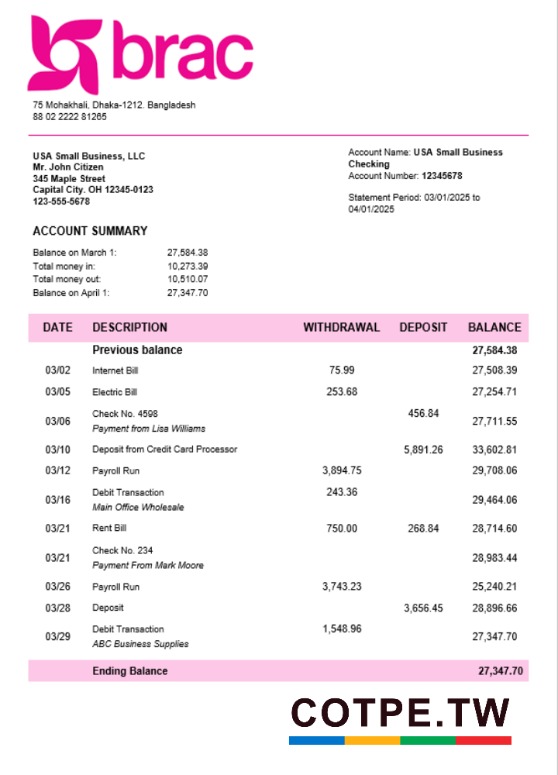 brac
75 Mohakhali, Dhaka-1212. Bangladesh
88 02 2222 81265
USA Small Business, LLC
Mr. John Citizen
345 Maple Street
Capital City. OH 12345-0123
123-555-5678
Account Name: USA Small Business
Checking
Account Number: 12345678
Statement Period: 03/01/2025 to
04/01/2025
ACCOUNT SUMMARY
Balance on March 1: 27,584.38
Total money in: 10,273.39
Total money out: 10,510.07
Balance on April 1: 27,347.70
DATE DESCRIPTION WITHDRAWAL DEPOSIT BALANCE
Previous balance 27,584.38
03/02 Internet Bill 75.99 27,508.39
03/05 Electric Bill 253.68 27,254.71
03/06 Check No. 4598 456.84 27,711.55
Payment from Lisa Williams
03/10 Deposit from Credit Card Processor 5,891.26 33,602.81
03/12 Payroll Run 3,894.75 29,708.06
03/16 Debit Transaction 243.36 29,464.06
Main Office Wholesale
03/21 Rent Bill 750.00 268.84 28,714.60
03/21 Check No. 234 28,983.44
Payment From Mark Moore
03/26 Payroll Run 3,743.23 25,240.21
03/28 Deposit 3,656.45 28,896.66
03/29 Debit Transaction 1,548.96 27,347.70
ABC Business Supplies
Ending Balance 27,347.70
COTPE.TW